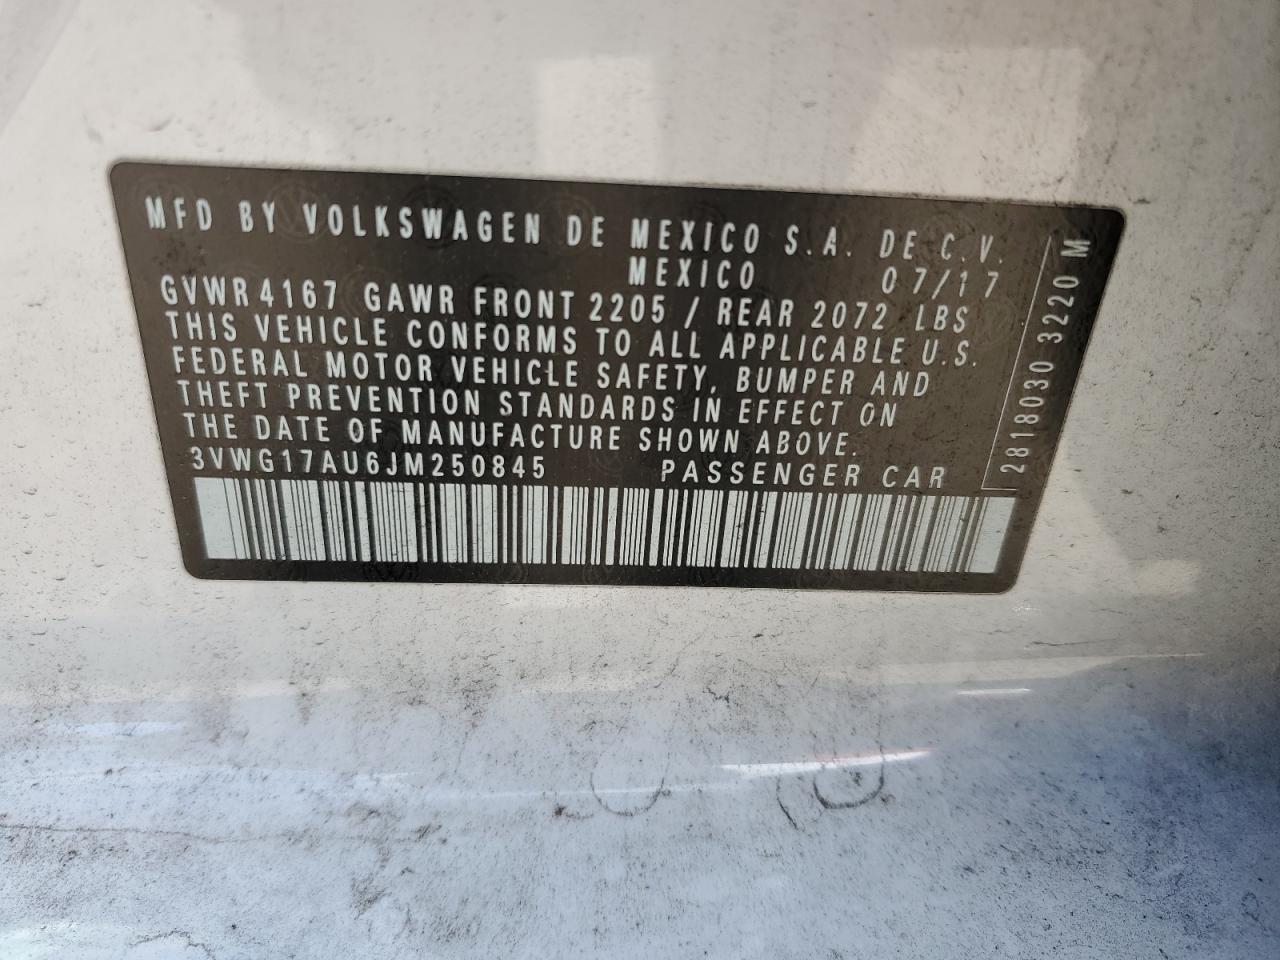 MFD BY VOLKSWAGEN DE MEXICO S.A. DE C.V.
MEXICO 07/17
GVWR 4167 GAWR FRONT 2205 / REAR 2072 LBS
THIS VEHICLE CONFORMS TO ALL APPLICABLE U.S.
FEDERAL MOTOR VEHICLE SAFETY, BUMPER AND
THEFT PREVENTION STANDARDS IN EFFECT ON
THE DATE OF MANUFACTURE SHOWN ABOVE.
3VWG17AU6JM250845 PASSENGER CAR
2818030 3220 M